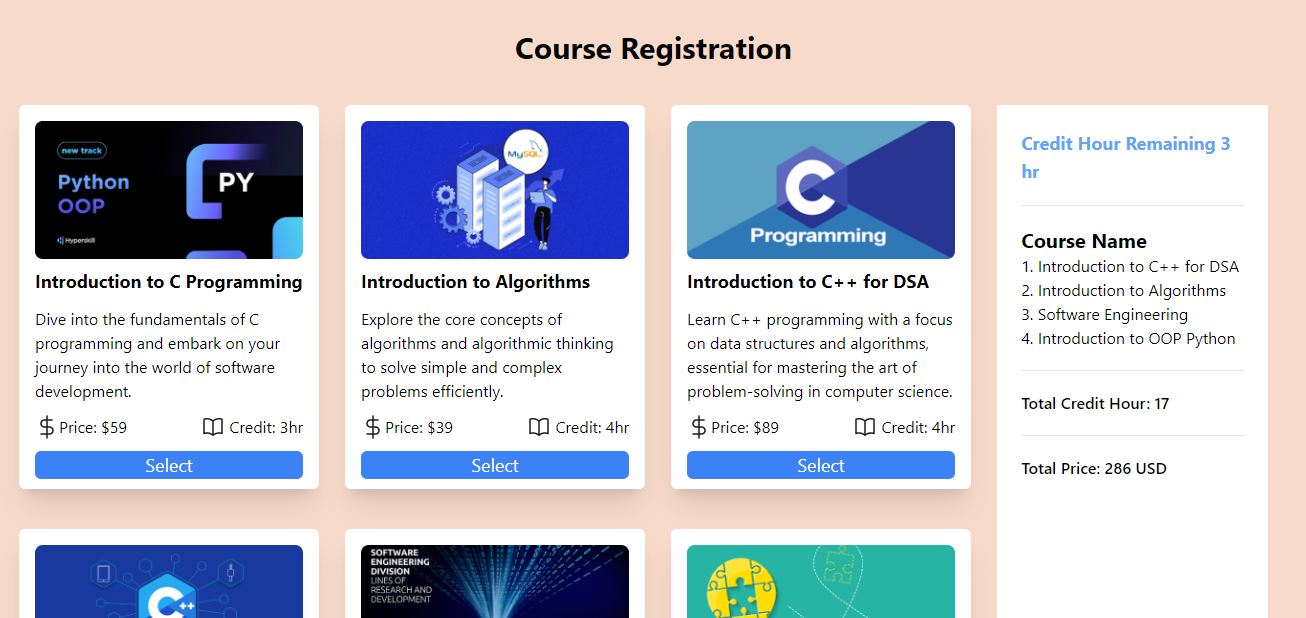 Course Registration
new track
Python
OOP
PY
Hyperskill
Introduction to C Programming
Dive into the fundamentals of C
programming and embark on your
journey into the world of software
development.
Price: $59
Credit: 3hr
Select
MySQL
Introduction to Algorithms
Explore the core concepts of
algorithms and algorithmic thinking
to solve simple and complex
problems efficiently.
Price: $39
Credit: 4hr
Select
C
Programming
Introduction to C++ for DSA
Learn C++ programming with a focus
on data structures and algorithms,
essential for mastering the art of
problem-solving in computer science.
Price: $89
Credit: 4hr
Select
Credit Hour Remaining 3
hr
Course Name
1. Introduction to C++ for DSA
2. Introduction to Algorithms
3. Software Engineering
4. Introduction to OOP Python
Total Credit Hour: 17
Total Price: 286 USD
C++
SOFTWARE
ENGINEERING
DIVISION
LINES OF
RESEARCH AND
DEVELOPMENT